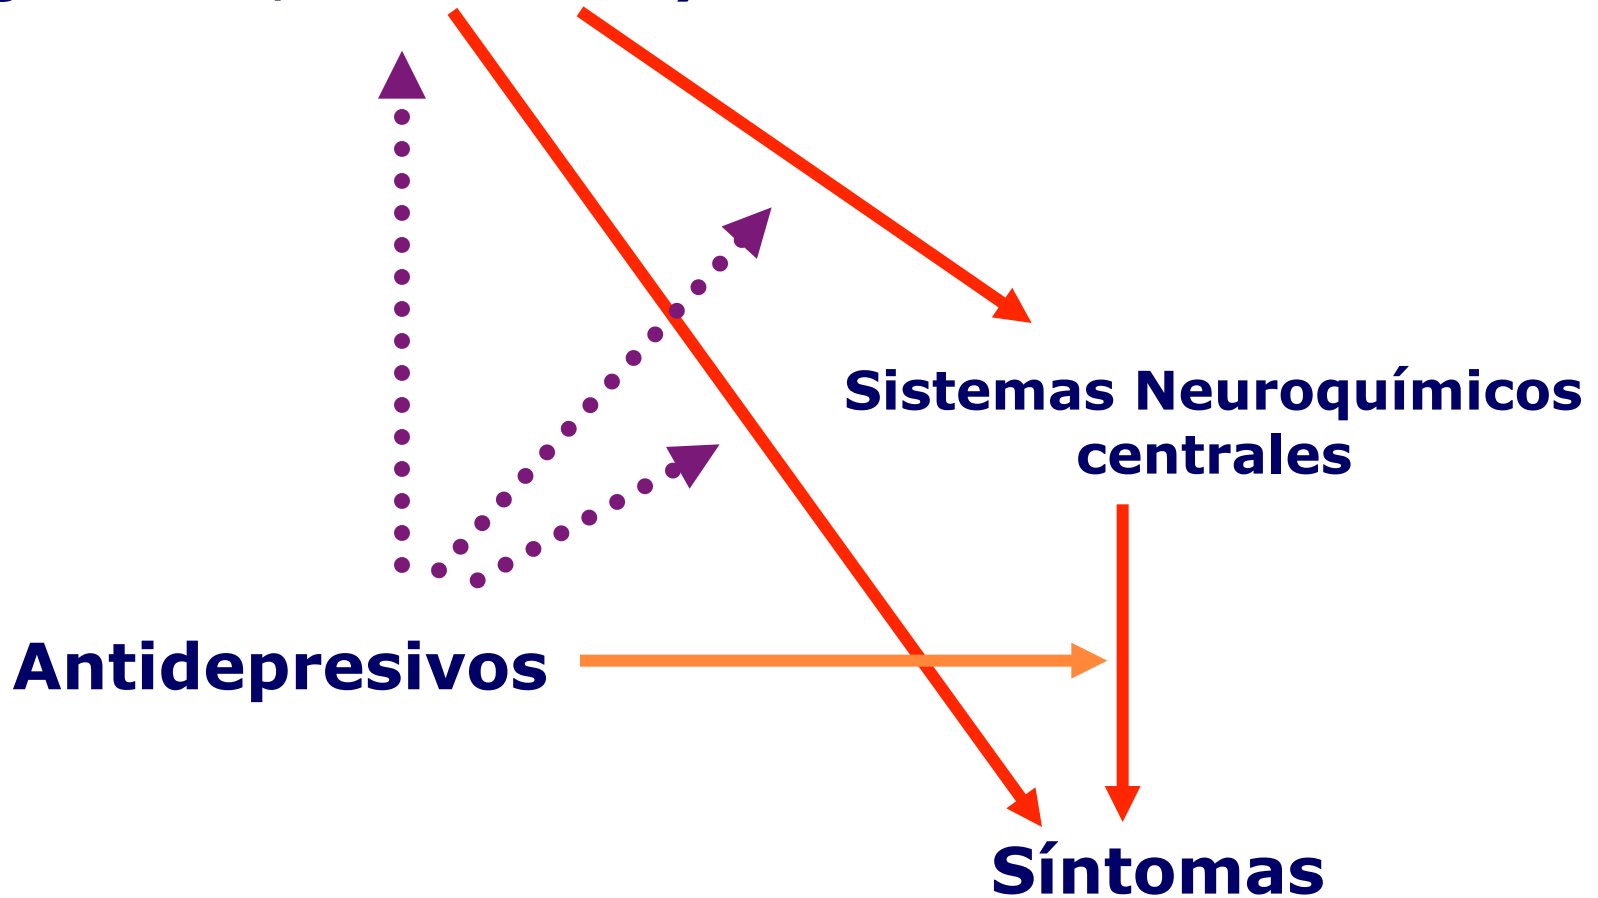 Sistemas Neuroquímicos
centrales
Antidepresivos
Síntomas